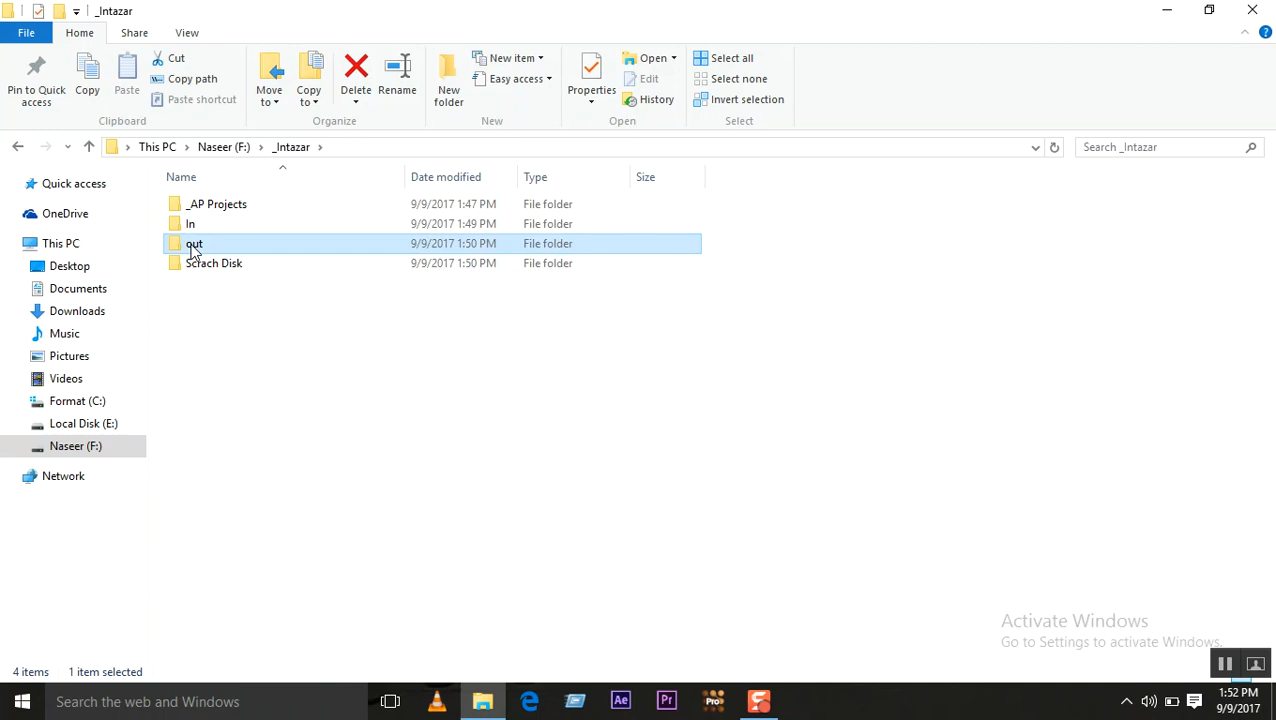 _Intazar
File Home Share View
Pin to Quick access
Copy
Paste
Cut
Copy path
Paste shortcut
Move to
Copy to
Delete
Rename
New folder
New item
Easy access
Properties
Open
Edit
History
Select all
Select none
Invert selection
Clipboard Organize New Open Select
This PC Naseer (F:) _Intazar
Search _Intazar
Name Date modified Type Size
_AP Projects 9/9/2017 1:47 PM File folder
In 9/9/2017 1:49 PM File folder
out 9/9/2017 1:50 PM File folder
Scrach Disk 9/9/2017 1:50 PM File folder
Quick access
OneDrive
This PC
Desktop
Documents
Downloads
Music
Pictures
Videos
Format (C:)
Local Disk (E:)
Naseer (F:)
Network
Activate Windows
Go to Settings to activate Windows.
4 items 1 item selected
Search the web and Windows
Ae
Pr
Pro
1:52 PM
9/9/2017